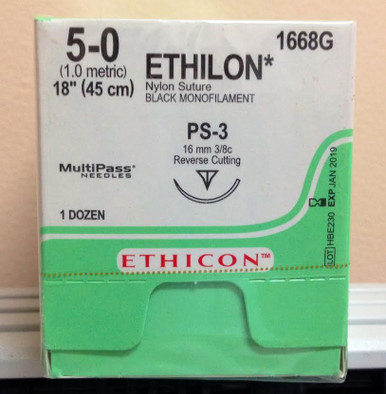 5-0
(1.0 metric)
18" (45 cm)
ETHILON*
Nylon Suture
BLACK MONOFILAMENT
1668G
PS-3
16 mm 3/8c
Reverse Cutting
MultiPass*
NEEDLES
1 DOZEN
LOT HBE230 EXP JAN 2019
ETHICON™